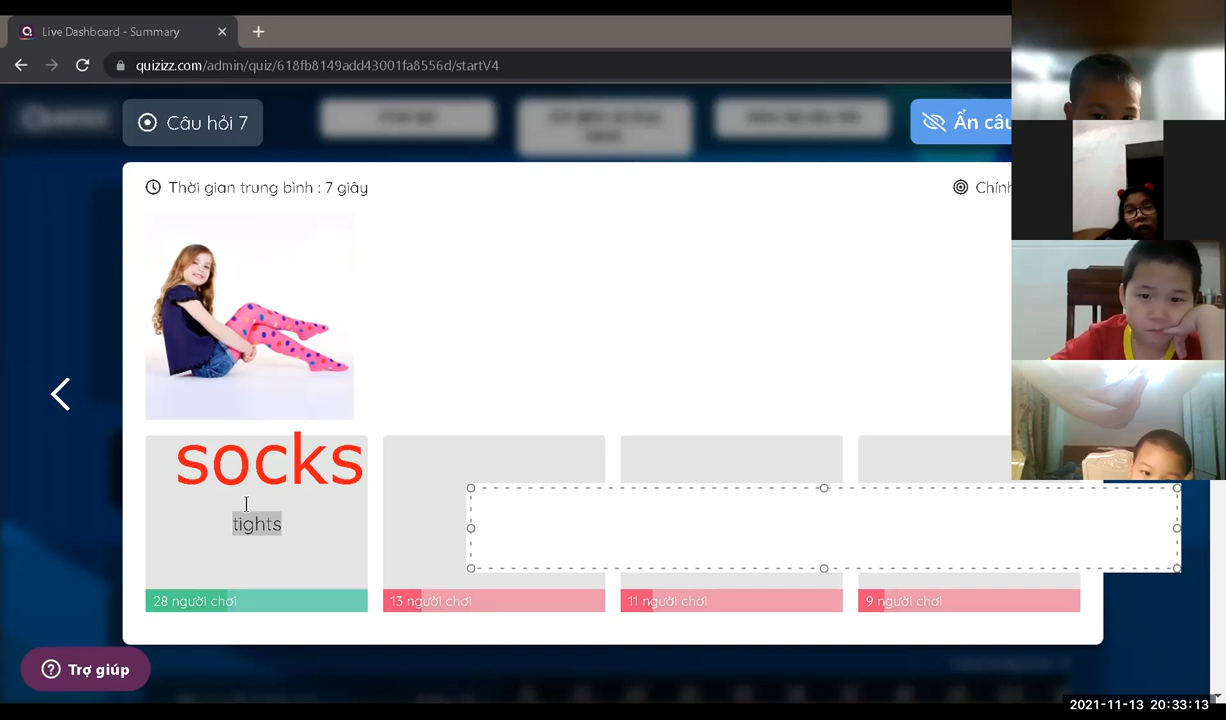 Live Dashboard - Summary
quizizz.com/admin/quiz/618fb8149add43001fa8556d/startV4
Câu hỏi 7
Ẩn câu
Thời gian trung bình : 7 giây
Chính
socks
tights
28 người chơi
13 người chơi
11 người chơi
9 người chơi
Trợ giúp
2021-11-13 20:33:13